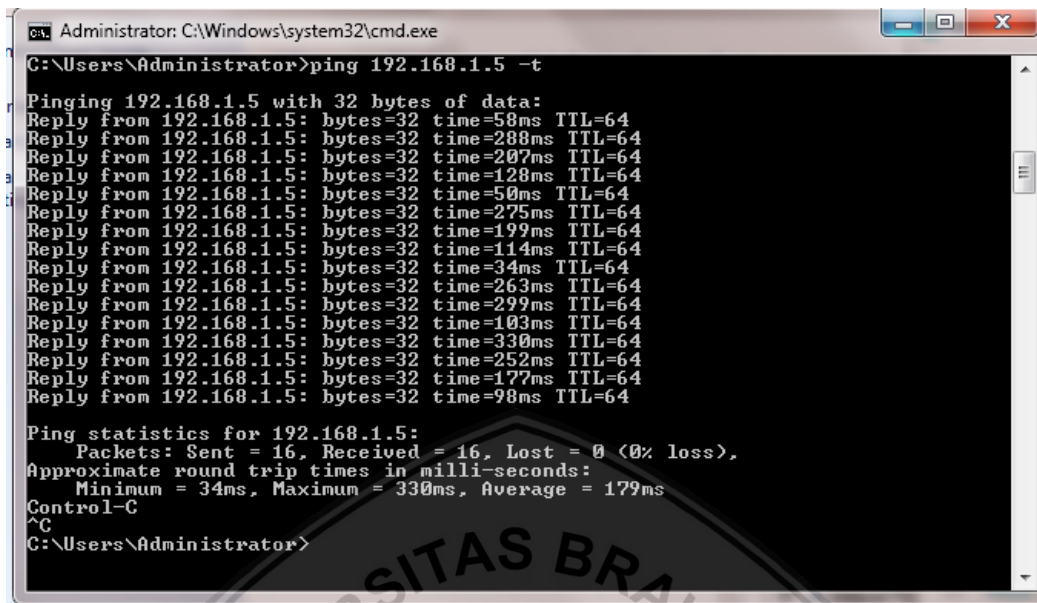 Administrator: C:\Windows\system32\cmd.exe
C:\Users\Administrator>ping 192.168.1.5 -t
Pinging 192.168.1.5 with 32 bytes of data:
Reply from 192.168.1.5: bytes=32 time=58ms TTL=64
Reply from 192.168.1.5: bytes=32 time=288ms TTL=64
Reply from 192.168.1.5: bytes=32 time=207ms TTL=64
Reply from 192.168.1.5: bytes=32 time=128ms TTL=64
Reply from 192.168.1.5: bytes=32 time=50ms TTL=64
Reply from 192.168.1.5: bytes=32 time=275ms TTL=64
Reply from 192.168.1.5: bytes=32 time=199ms TTL=64
Reply from 192.168.1.5: bytes=32 time=114ms TTL=64
Reply from 192.168.1.5: bytes=32 time=34ms TTL=64
Reply from 192.168.1.5: bytes=32 time=263ms TTL=64
Reply from 192.168.1.5: bytes=32 time=299ms TTL=64
Reply from 192.168.1.5: bytes=32 time=103ms TTL=64
Reply from 192.168.1.5: bytes=32 time=330ms TTL=64
Reply from 192.168.1.5: bytes=32 time=252ms TTL=64
Reply from 192.168.1.5: bytes=32 time=177ms TTL=64
Reply from 192.168.1.5: bytes=32 time=98ms TTL=64
Ping statistics for 192.168.1.5:
Packets: Sent = 16, Received = 16, Lost = 0 (0% loss),
Approximate round trip times in milli-seconds:
Minimum = 34ms, Maximum = 330ms, Average = 179ms
Control-C
^C
C:\Users\Administrator>
RSITAS BRA